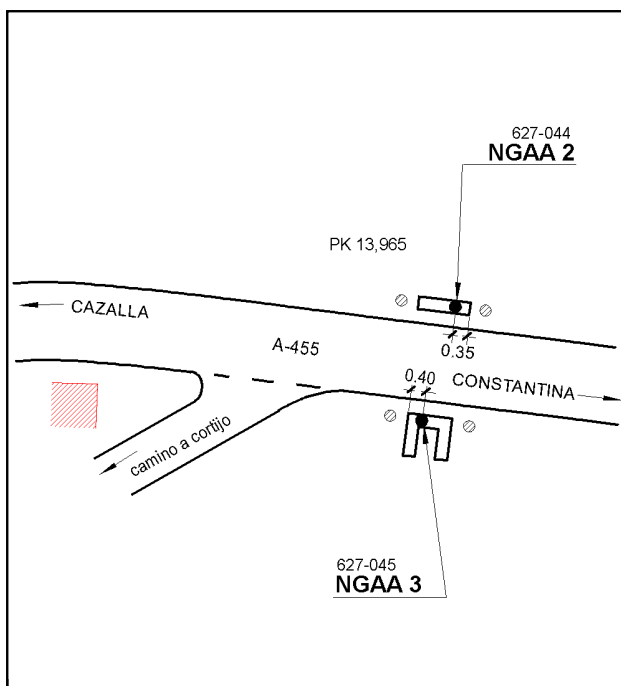 627-044
NGAA 2
PK 13,965
CAZALLA
A-455
0.35
0.40
CONSTANTINA
camino a cortijo
627-045
NGAA 3